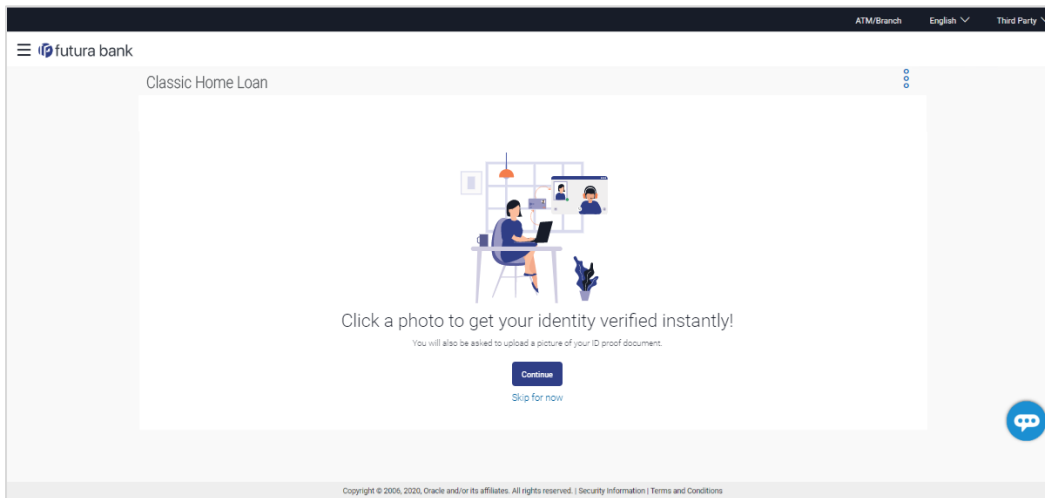 ATM/Branch English Third Party
futura bank
Classic Home Loan
Click a photo to get your identity verified instantly!
You will also be asked to upload a picture of your ID proof document.
Continue
Skip for now
Copyright © 2006, 2020, Oracle and/or its affiliates. All rights reserved. | Security Information | Terms and Conditions